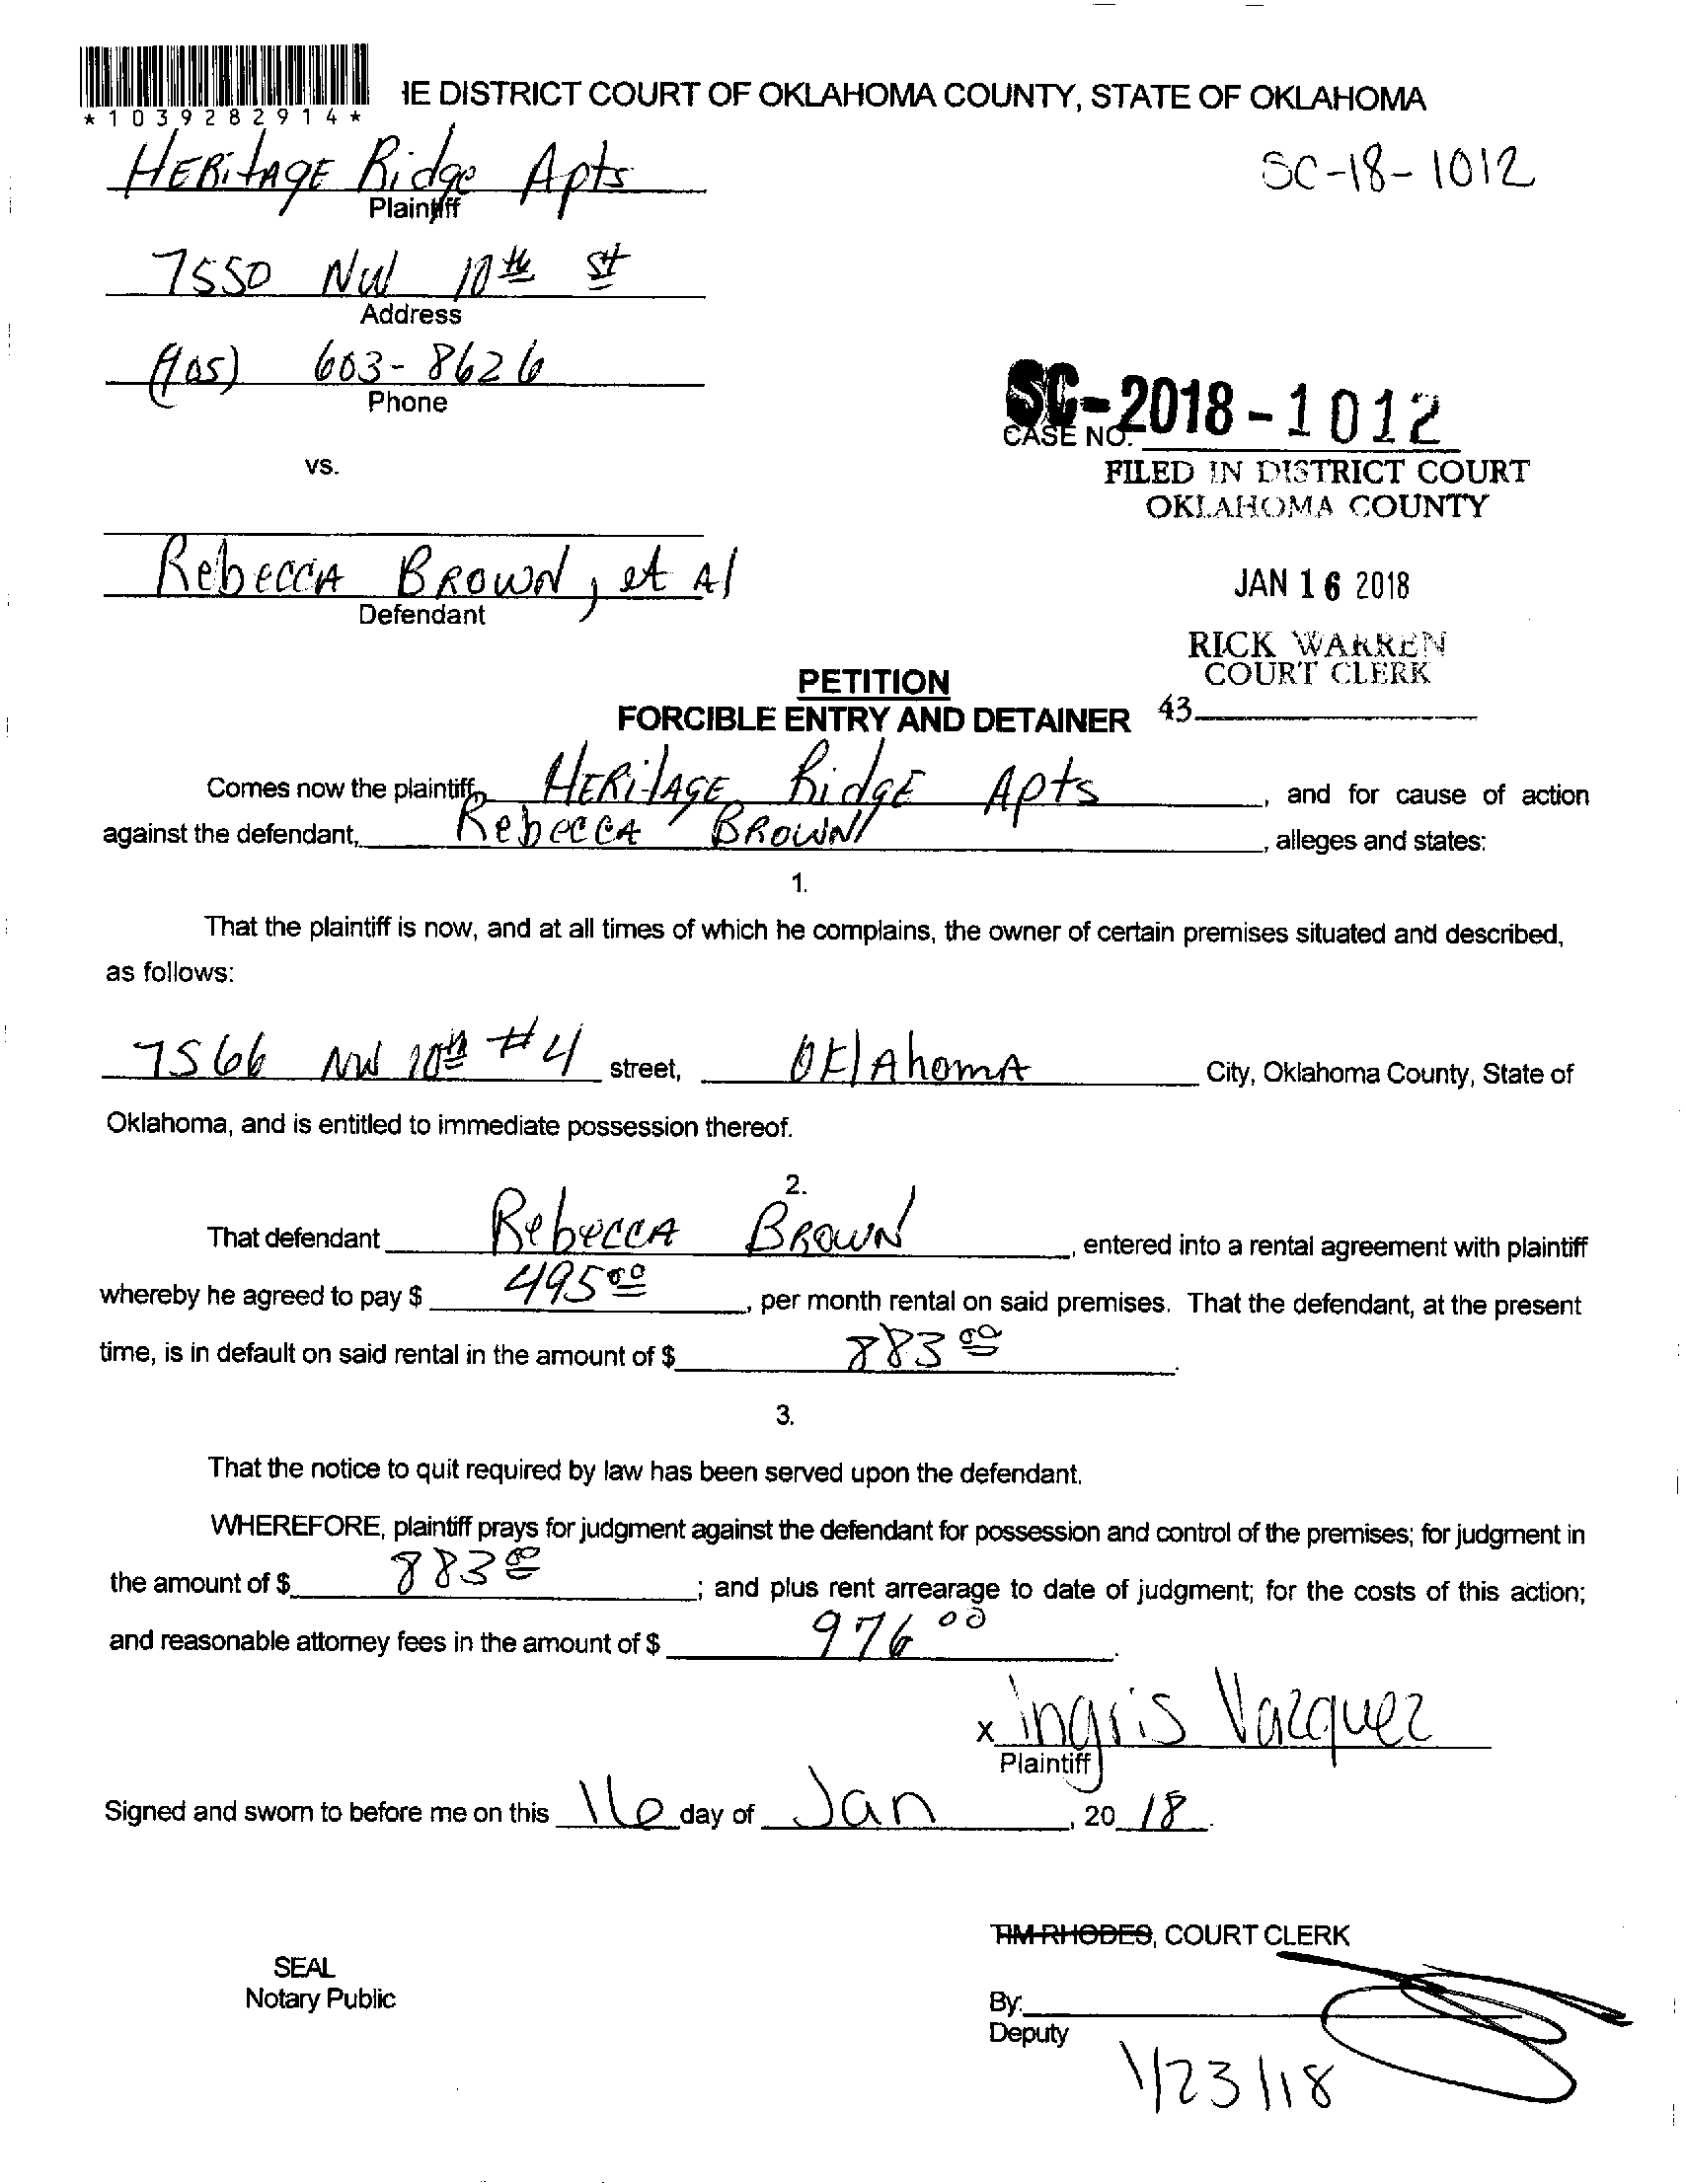 *1039282914*
IE DISTRICT COURT OF OKLAHOMA COUNTY, STATE OF OKLAHOMA
HERitAGE Ridge Apts
SC-18-1012
Plaintiff
7550 NW 10th St
Address
(405) 603-8626
Phone
SC-2018-1012
CASE NO.
vs.
FILED IN DISTRICT COURT
OKLAHOMA COUNTY
Rebecca Brown, et Al
JAN 16 2018
Defendant
RICK WARREN
COURT CLERK
PETITION
43
FORCIBLE ENTRY AND DETAINER
Comes now the plaintiff, HERitAGE RidgE Apts, and for cause of action
against the defendant, Rebecca BROWN, alleges and states:
1.
That the plaintiff is now, and at all times of which he complains, the owner of certain premises situated and described,
as follows:
7566 NW 10th #4 street, OklAhomA City, Oklahoma County, State of
Oklahoma, and is entitled to immediate possession thereof.
2.
That defendant Rebecca BROWN, entered into a rental agreement with plaintiff
whereby he agreed to pay $ 495 00, per month rental on said premises. That the defendant, at the present
time, is in default on said rental in the amount of $ 883 00.
3.
That the notice to quit required by law has been served upon the defendant.
WHEREFORE, plaintiff prays for judgment against the defendant for possession and control of the premises; for judgment in
the amount of $ 883 00; and plus rent arrearage to date of judgment; for the costs of this action;
and reasonable attorney fees in the amount of $ 976 00.
x Ingris Vazquez
Plaintiff
Signed and sworn to before me on this 16 day of Jan, 20 18.
TIM RHODES, COURT CLERK
SEAL
Notary Public
By:
Deputy
1/23/18